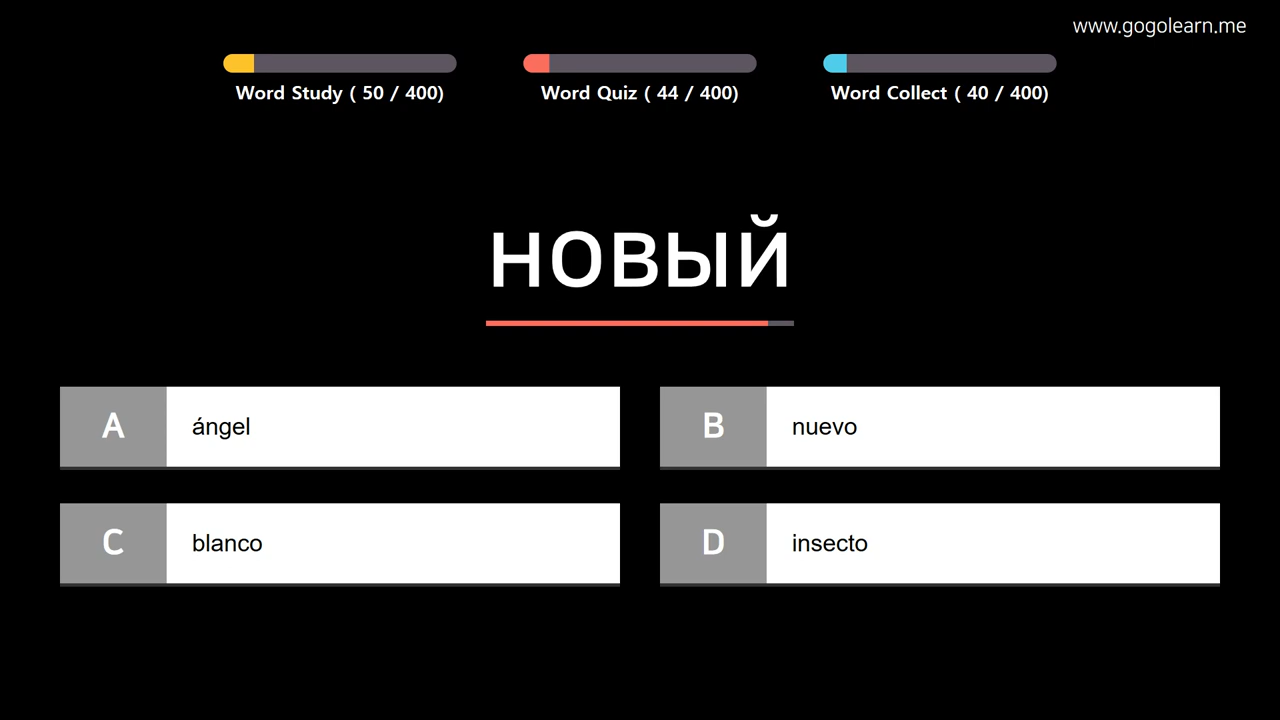 www.gogolearn.me
Word Study ( 50 / 400)
Word Quiz ( 44 / 400)
Word Collect ( 40 / 400)
новый
A ángel
B nuevo
C blanco
D insecto